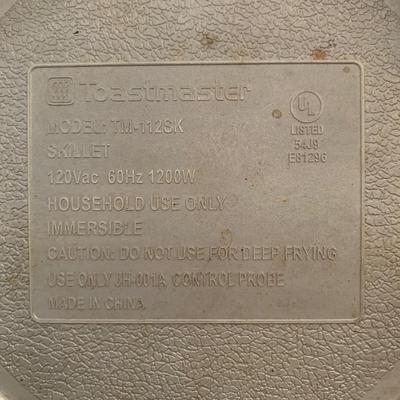 Toastmaster
MODEL: TM-112SK
SKILLET
120Vac 60Hz 1200W
HOUSEHOLD USE ONLY
IMMERSIBLE
CAUTION: DO NOT USE FOR DEEP FRYING
USE ONLY JH-001A CONTROL PROBE
MADE IN CHINA
UL
LISTED
54J9
E81296